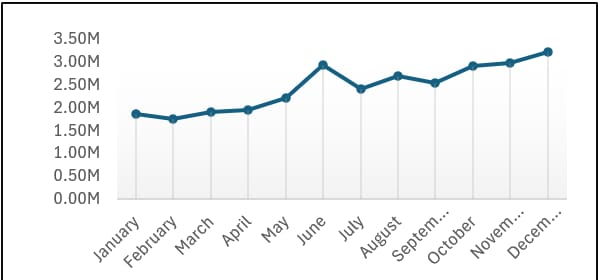 3.50M
3.00M
2.50M
2.00M
1.50M
1.00M
0.50M
0.00M
January
February
March
April
May
June
July
August
Septem...
October
Novem...
Decem...